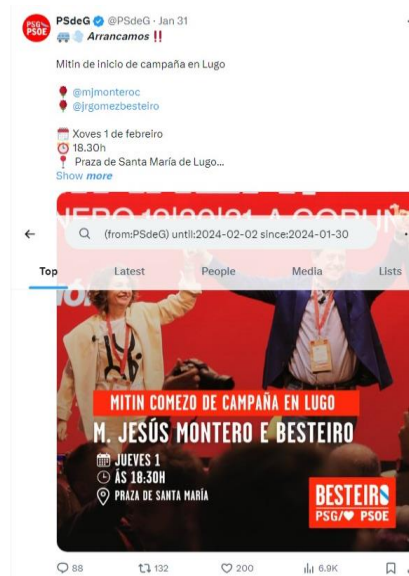 PSdeG @PSdeG · Jan 31
Arrancamos !!
Mitin de inicio de campaña en Lugo
@mjmonteroc
@jrgomezbesteiro
Xoves 1 de febreiro
18.30h
Praza de Santa María de Lugo...
Show more
(from:PSdeG) until:2024-02-02 since:2024-01-30
Top Latest People Media Lists
MITIN COMEZO DE CAMPAÑA EN LUGO
M. JESÚS MONTERO E BESTEIRO
JUEVES 1
ÁS 18:30H
PRAZA DE SANTA MARÍA
BESTEIRO
PSG/ PSOE
88 132 200 6.9K